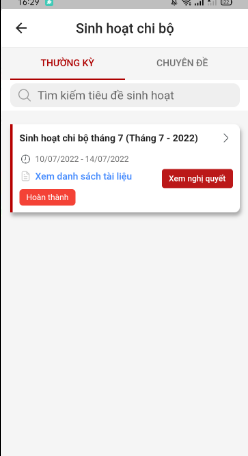 16:29
Sinh hoạt chi bộ
THƯỜNG KỲ
CHUYÊN ĐỀ
Tìm kiếm tiêu đề sinh hoạt
Sinh hoạt chi bộ tháng 7 (Tháng 7 - 2022)
10/07/2022 - 14/07/2022
Xem danh sách tài liệu
Xem nghị quyết
Hoàn thành